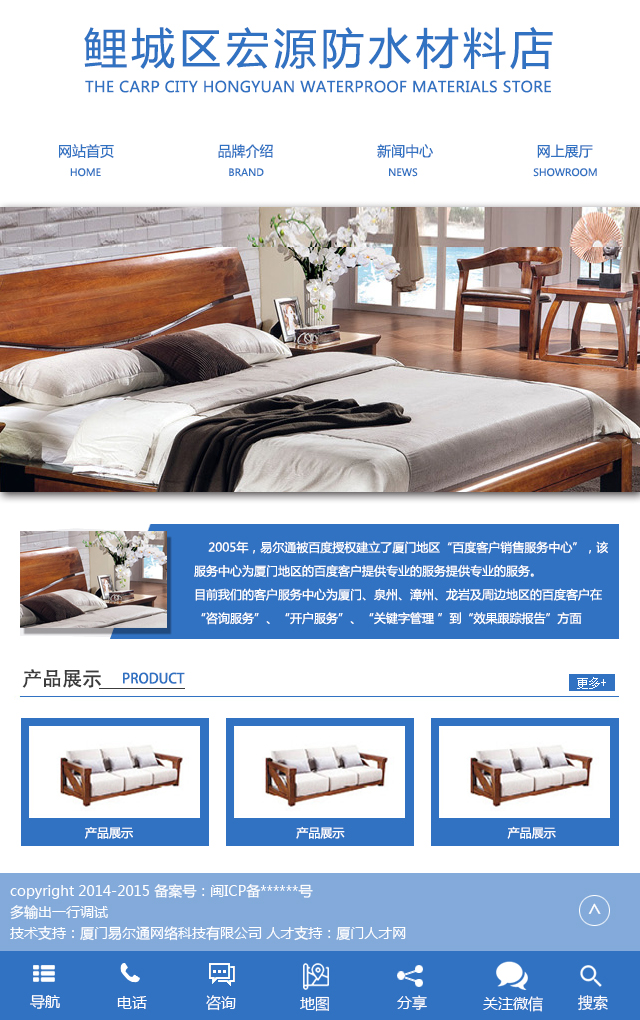 鲤城区宏源防水材料店
THE CARP CITY HONGYUAN WATERPROOF MATERIALS STORE
网站首页 品牌介绍 新闻中心 网上展厅
HOME BRAND NEWS SHOWROOM
2005年，易尔通被百度授权建立了厦门地区“百度客户销售服务中心”，该
服务中心为厦门地区的百度客户提供专业的服务提供专业的服务。
目前我们的客户服务中心为厦门、泉州、漳州、龙岩及周边地区的百度客户在
“咨询服务”、“开户服务”、“关键字管理 ”到“效果跟踪报告”方面
产品展示 PRODUCT 更多+
产品展示 产品展示 产品展示
copyright 2014-2015 备案号：闽ICP备******号
多输出一行调试
技术支持：厦门易尔通网络科技有限公司 人才支持：厦门人才网
导航 电话 咨询 地图 分享 关注微信 搜索